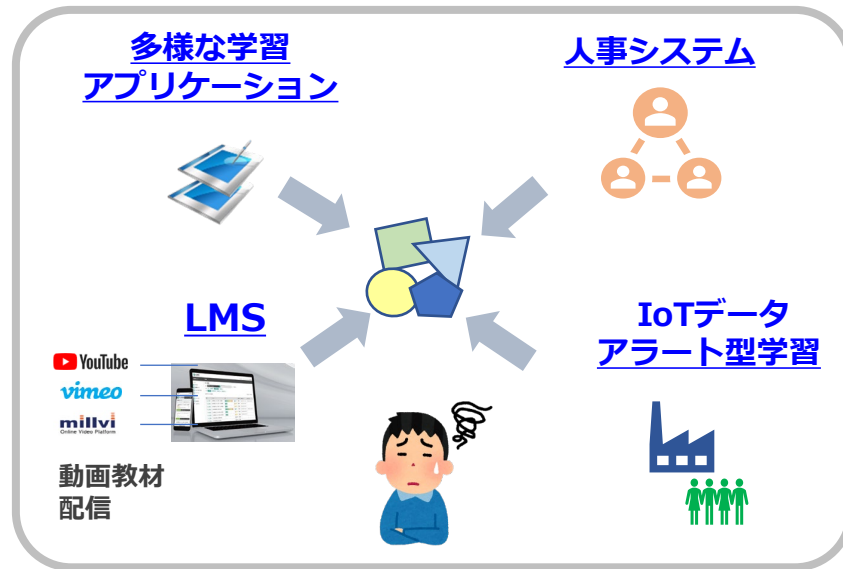 多様な学習
アプリケーション
人事システム
LMS
YouTube
vimeo
millvi
Online Video Platform
動画教材
配信
IoTデータ
アラート型学習